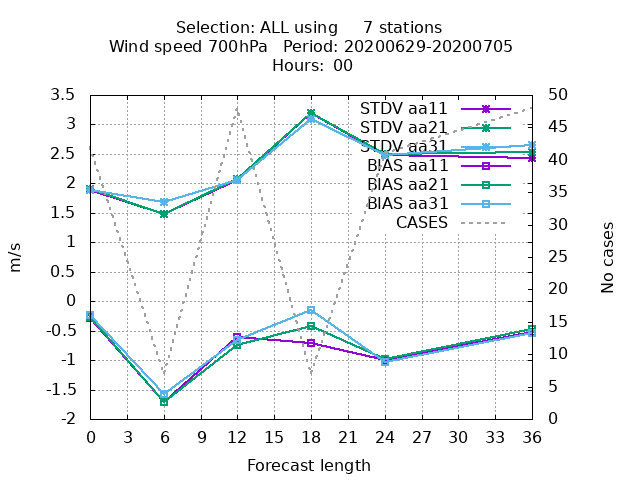 Selection: ALL using     7 stations
Wind speed 700hPa   Period: 20200629-20200705
Hours:  00
STDV aa11
STDV aa21
STDV aa31
BIAS aa11
BIAS aa21
BIAS aa31
CASES
3.5
3
2.5
2
1.5
1
0.5
0
-0.5
-1
-1.5
-2
m/s
50
45
40
35
30
25
20
15
10
5
0
No cases
0 3 6 9 12 15 18 21 24 27 30 33 36
Forecast length